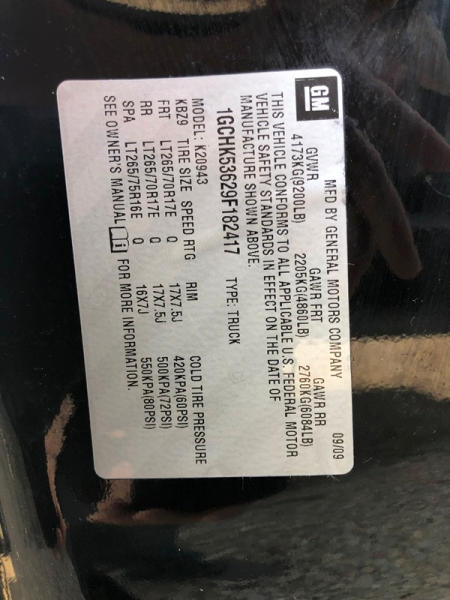 GM
MFD BY GENERAL MOTORS COMPANY 09/09
GVWR GAWR FRT GAWR RR
4173KG(9200LB) 2205KG(4860LB) 2760KG(6084LB)
THIS VEHICLE CONFORMS TO ALL APPLICABLE U.S. FEDERAL MOTOR
VEHICLE SAFETY STANDARDS IN EFFECT ON THE DATE OF
MANUFACTURE SHOWN ABOVE.
1GCHK53629F182417 TYPE: TRUCK
MODEL: K20943
KBZ9 TIRE SIZE SPEED RTG RIM COLD TIRE PRESSURE
FRT LT265/70R17E Q 17X7.5J 420KPA(60PSI)
RR LT265/70R17E Q 17X7.5J 500KPA(72PSI)
SPA LT265/75R16E Q 16X7J 550KPA(80PSI)
SEE OWNER'S MANUAL i FOR MORE INFORMATION.